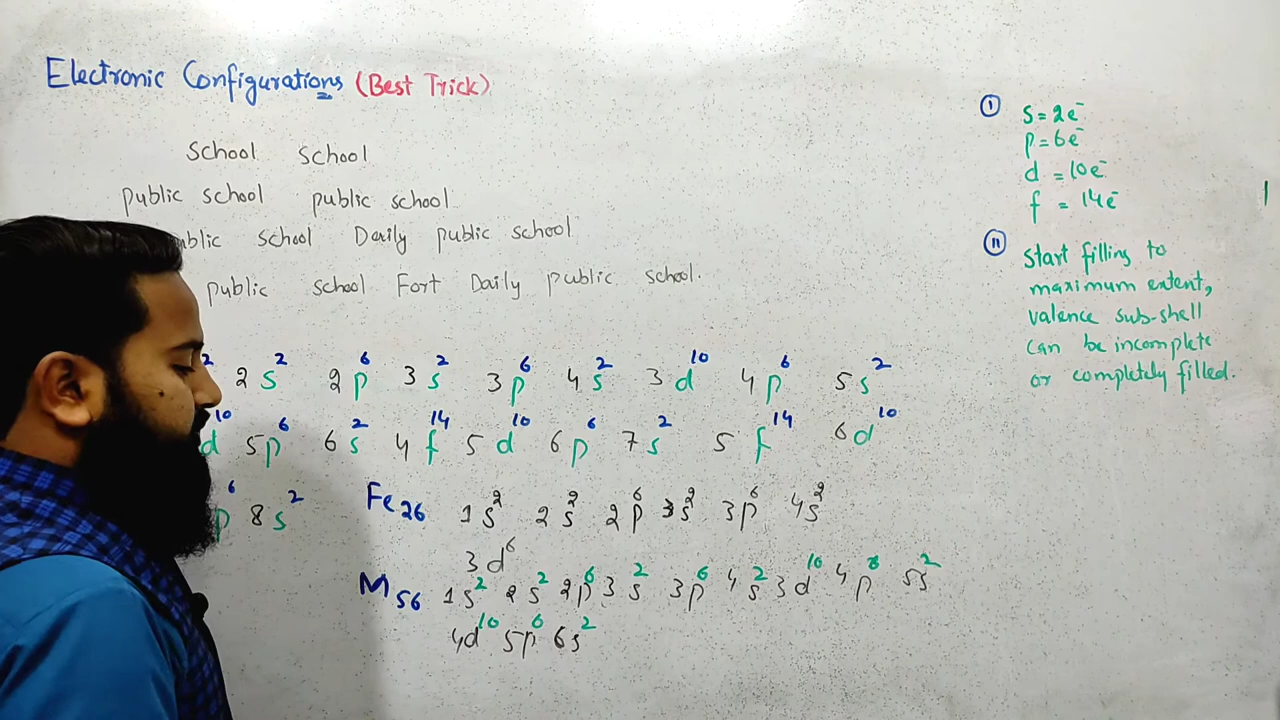 Electronic Configurations (Best Trick)
School School
public school public school
school Daily public school
public school Fort Daily public school.
2 2s² 2p⁶ 3s² 3p⁶ 4s² 3d¹⁰ 4p⁶ 5s²
d¹⁰ 5p⁶ 6s² 4f¹⁴ 5d¹⁰ 6p⁶ 7s² 5f¹⁴ 6d¹⁰
p⁶ 8s²
Fe₂₆ 1s² 2s² 2p⁶ 3s² 3p⁶ 4s²
3d⁶
M₅₆ 1s² 2s² 2p⁶ 3s² 3p⁶ 4s² 3d¹⁰ 4p 5s²
4d¹⁰ 5p⁶ 6s²
I s = 2e⁻
p = 6e⁻
d = 10e⁻
f = 14e⁻
II Start filling to
maximum extent,
valence sub-shell
can be incomplete
or completely filled.